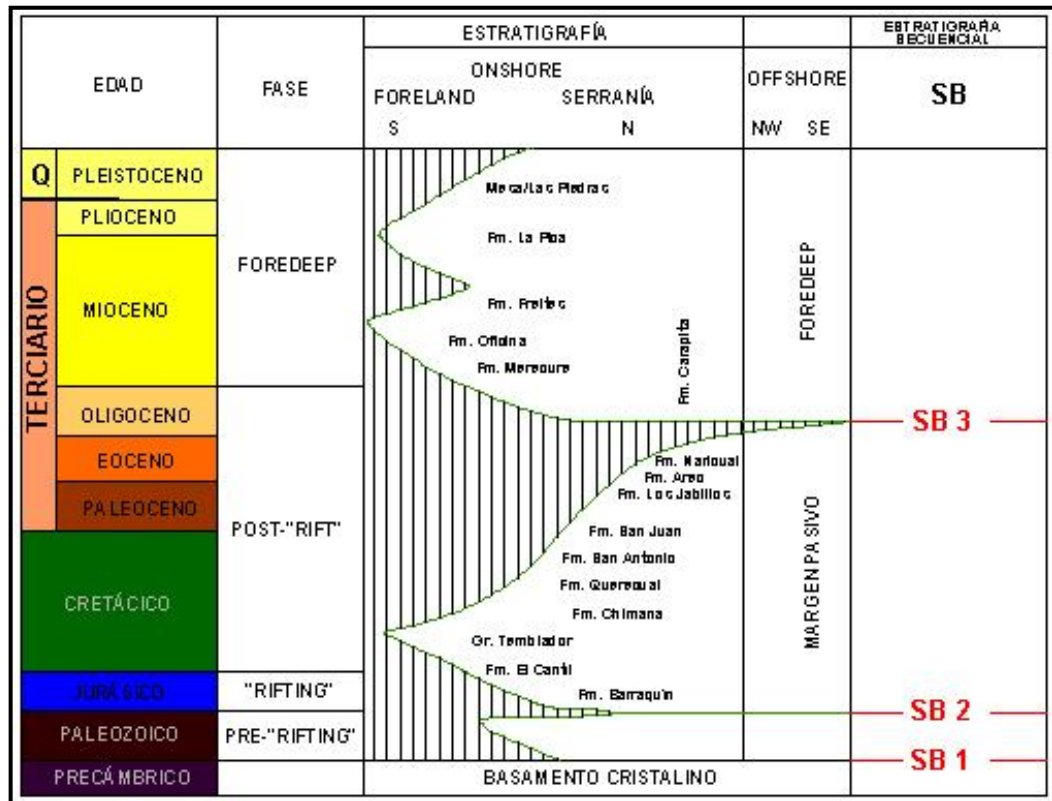 ESTRATIGRAFÍA
ESTRATIGRAFÍA
SECUENCIAL
EDAD
FASE
ONSHORE
OFFSHORE
SB
FORELAND
SERRANÍA
S
N
NW SE
Q
PLEISTOCENO
Mesa/Las Piedras
PLIOCENO
Fm. La Pica
FOREDEEP
FOREDEEP
TERCIARIO
MIOCENO
Fm. Freites
Fm. Oficina
Fm. Carapita
Fm. Merecure
OLIGOCENO
SB 3
EOCENO
Fm. Naricual
Fm. Areo
Fm. Los Jabillos
PALEOCENO
POST-"RIFT"
Fm. San Juan
Fm. San Antonio
Fm. Querecual
MARGEN PASIVO
CRETÁCICO
Fm. Chimana
Gr. Temblador
Fm. El Cantil
JURÁSICO
"RIFTING"
Fm. Barraquin
SB 2
PALEOZOICO
PRE-"RIFTING"
SB 1
PRECÁMBRICO
BASAMENTO CRISTALINO